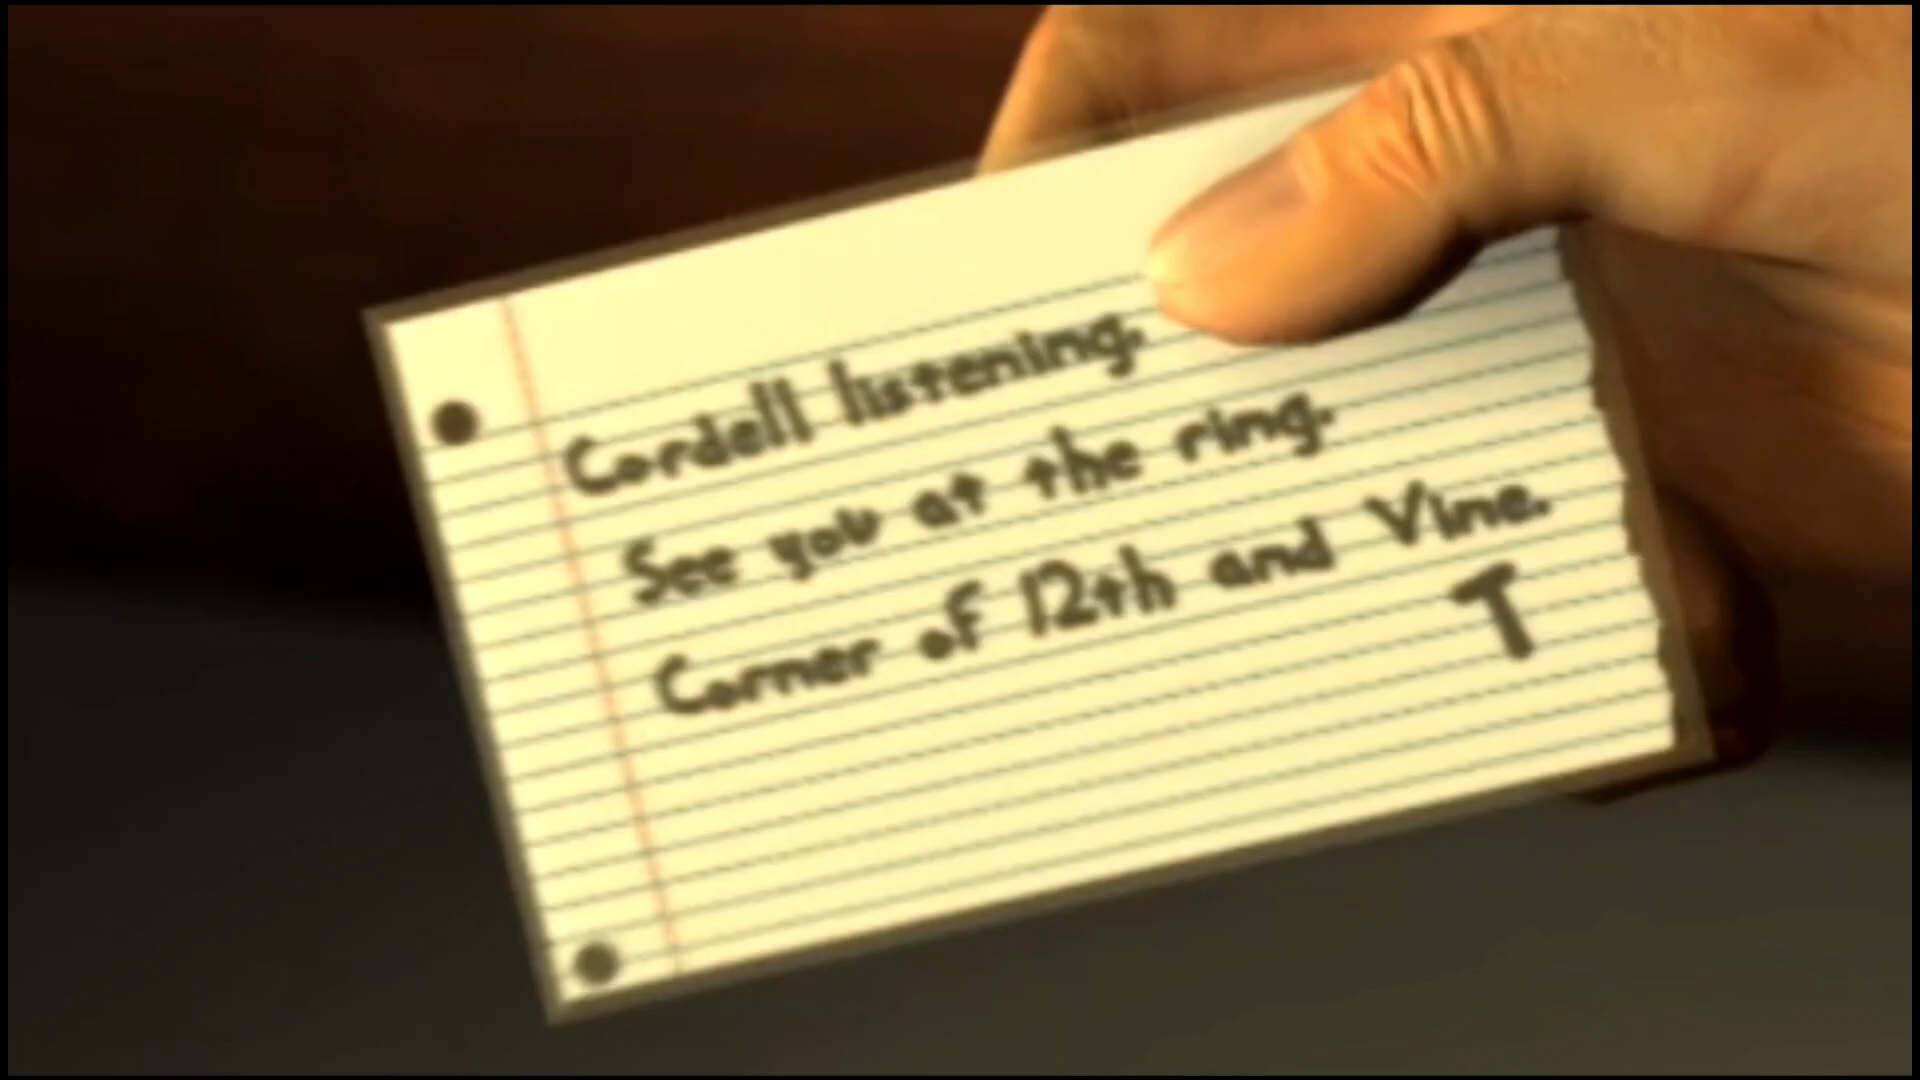 Cordell listening.
See you at the ring.
Corner of 12th and Vine.
T